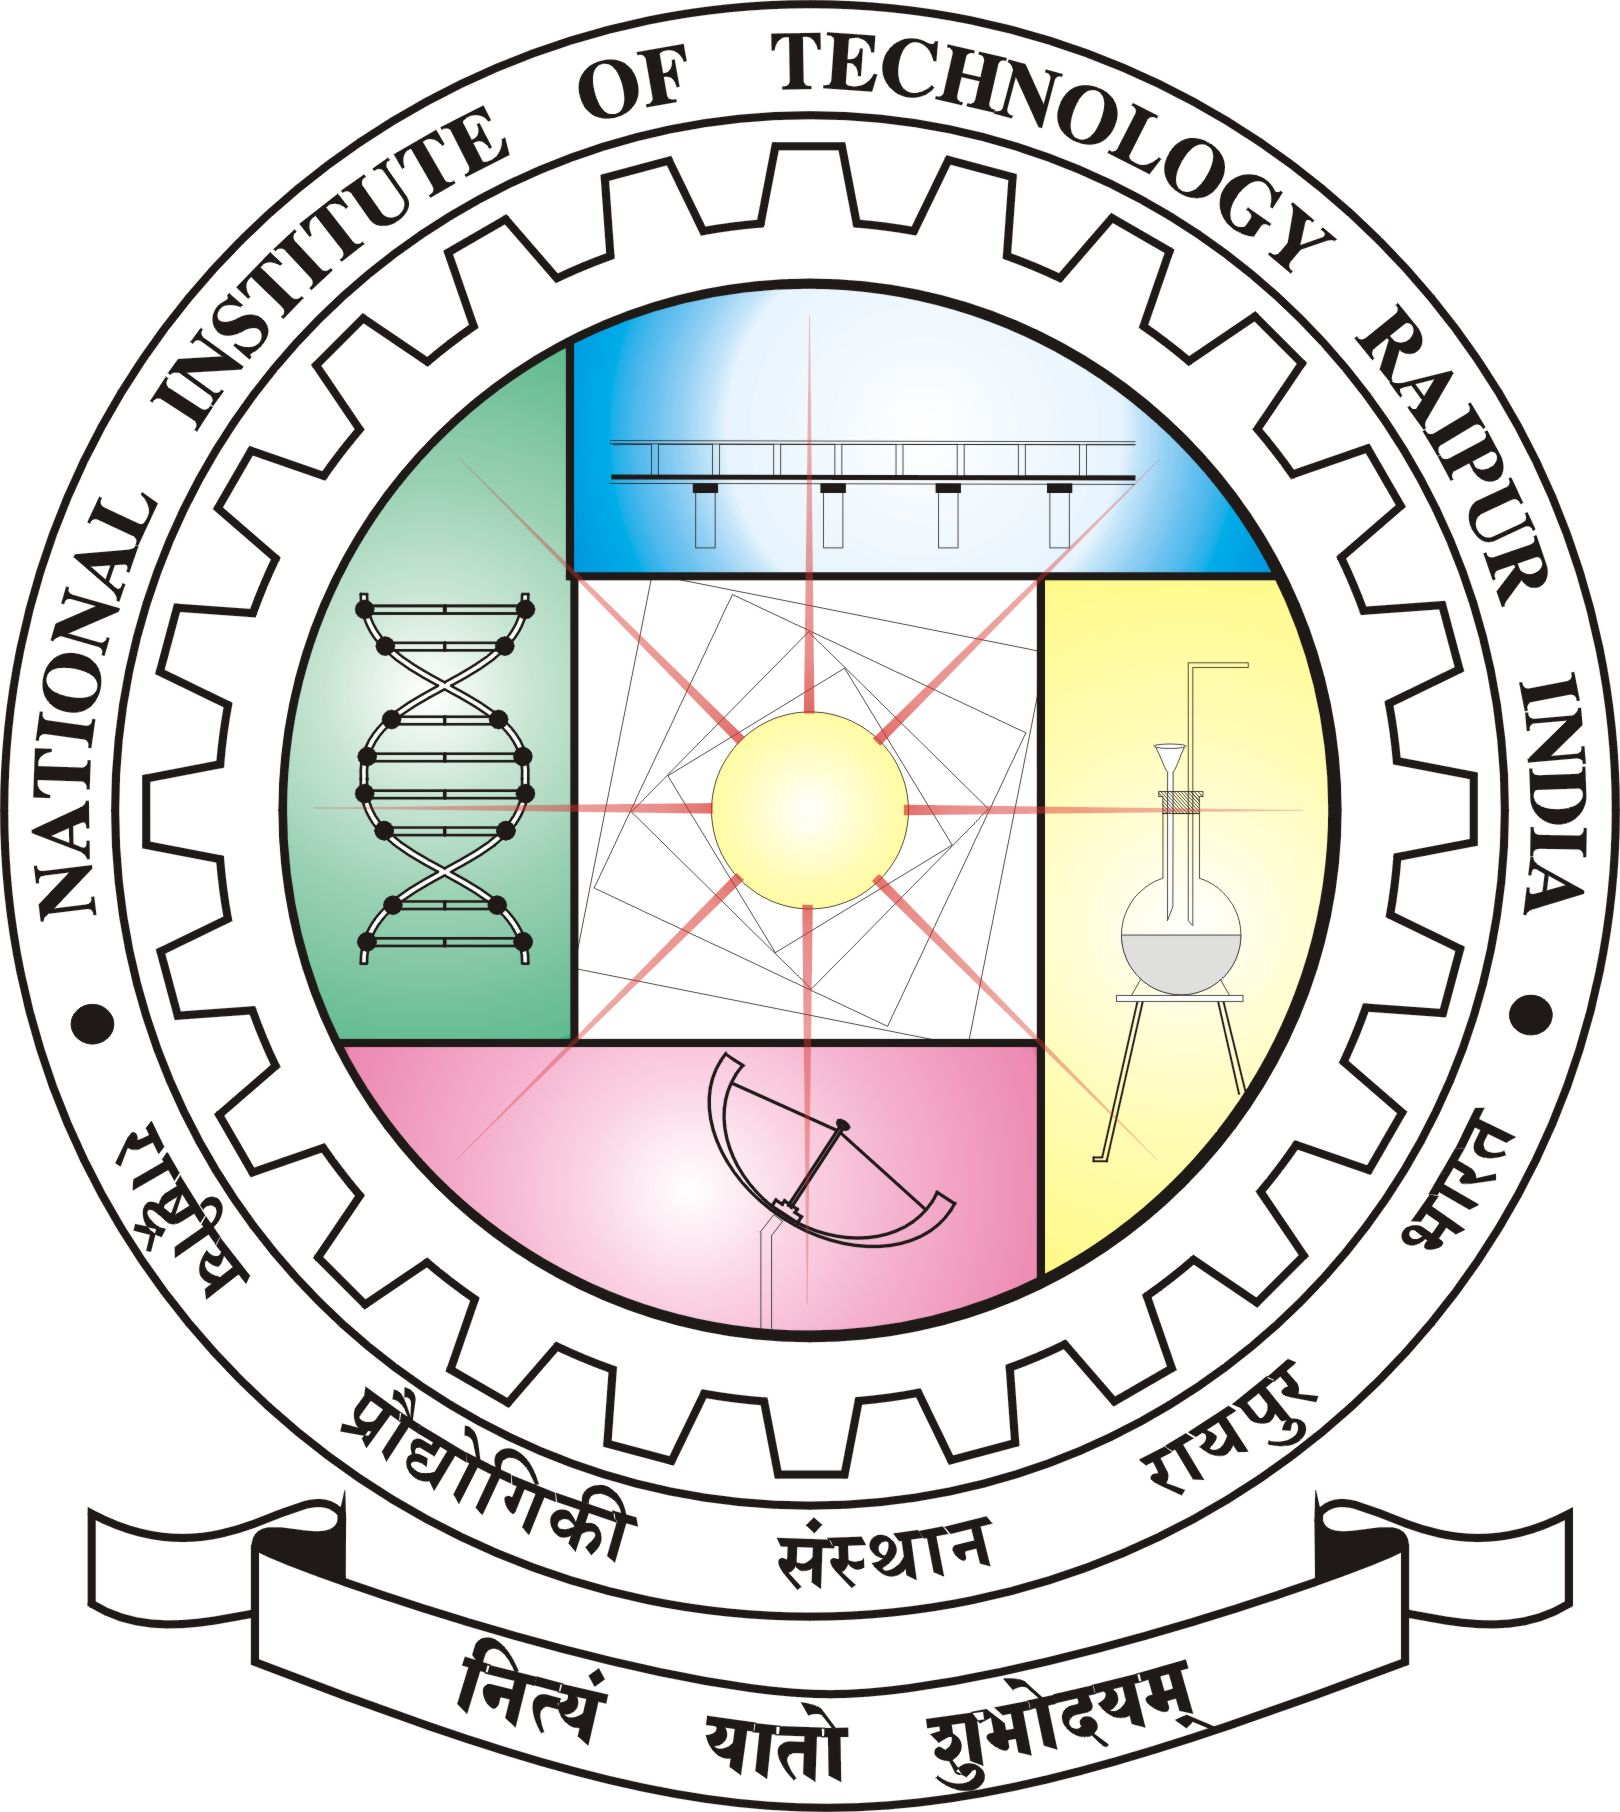 NATIONAL INSTITUTE OF TECHNOLOGY RAIPUR INDIA
राष्ट्रीय प्रौद्योगिकी संस्थान रायपुर भारत
नित्यं यातो शुभोदयम्